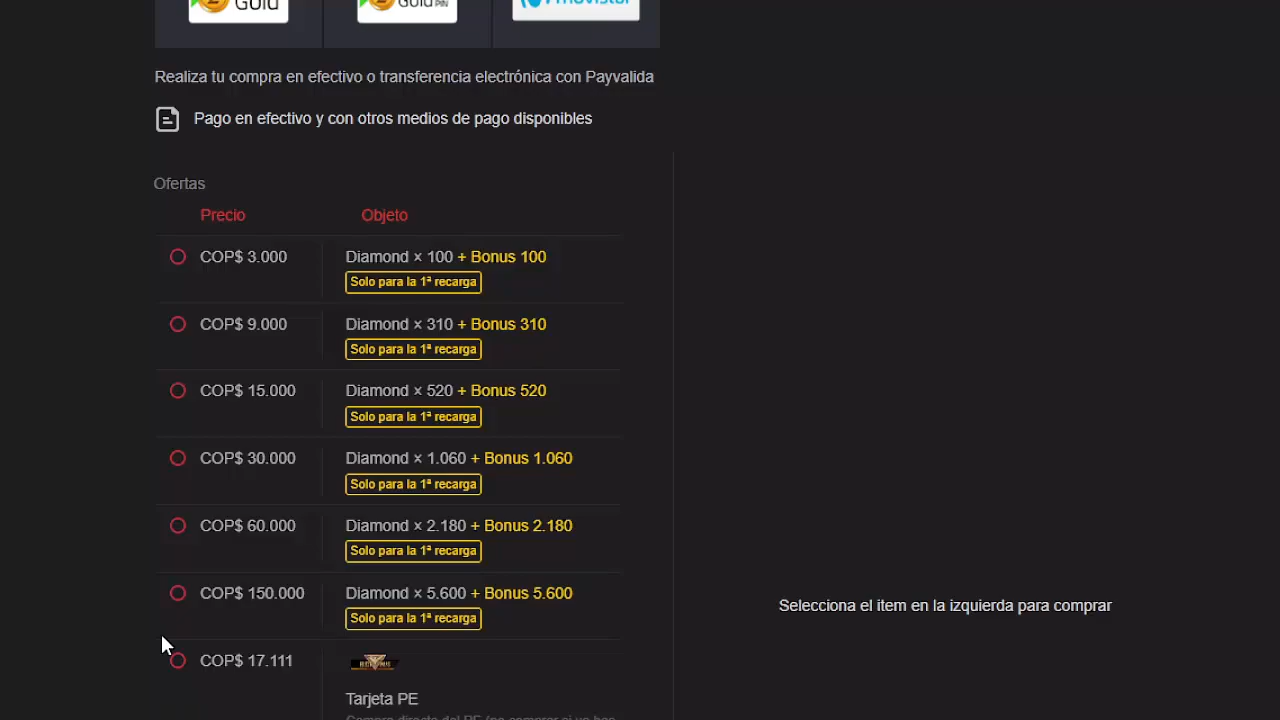 Gold
Gold
movistar
Realiza tu compra en efectivo o transferencia electrónica con Payvalida
Pago en efectivo y con otros medios de pago disponibles
Ofertas
Precio Objeto
COP$ 3.000 Diamond × 100 + Bonus 100
Solo para la 1ª recarga
COP$ 9.000 Diamond × 310 + Bonus 310
Solo para la 1ª recarga
COP$ 15.000 Diamond × 520 + Bonus 520
Solo para la 1ª recarga
COP$ 30.000 Diamond × 1.060 + Bonus 1.060
Solo para la 1ª recarga
COP$ 60.000 Diamond × 2.180 + Bonus 2.180
Solo para la 1ª recarga
COP$ 150.000 Diamond × 5.600 + Bonus 5.600
Solo para la 1ª recarga
Selecciona el item en la izquierda para comprar
COP$ 17.111
Tarjeta PE